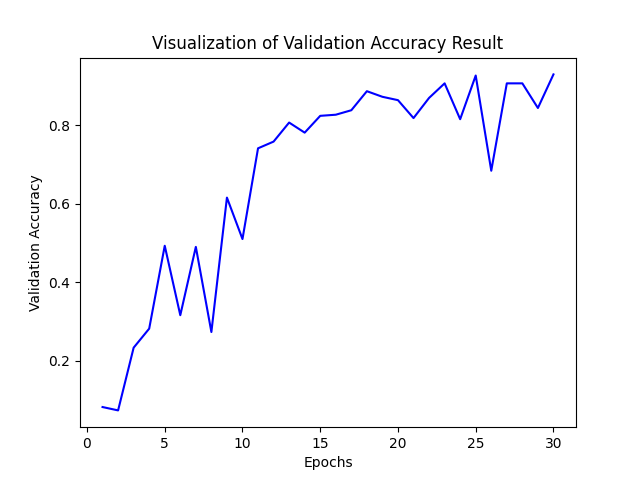 Visualization of Validation Accuracy Result
Validation Accuracy
0.8
0.6
0.4
0.2
0 5 10 15 20 25 30
Epochs